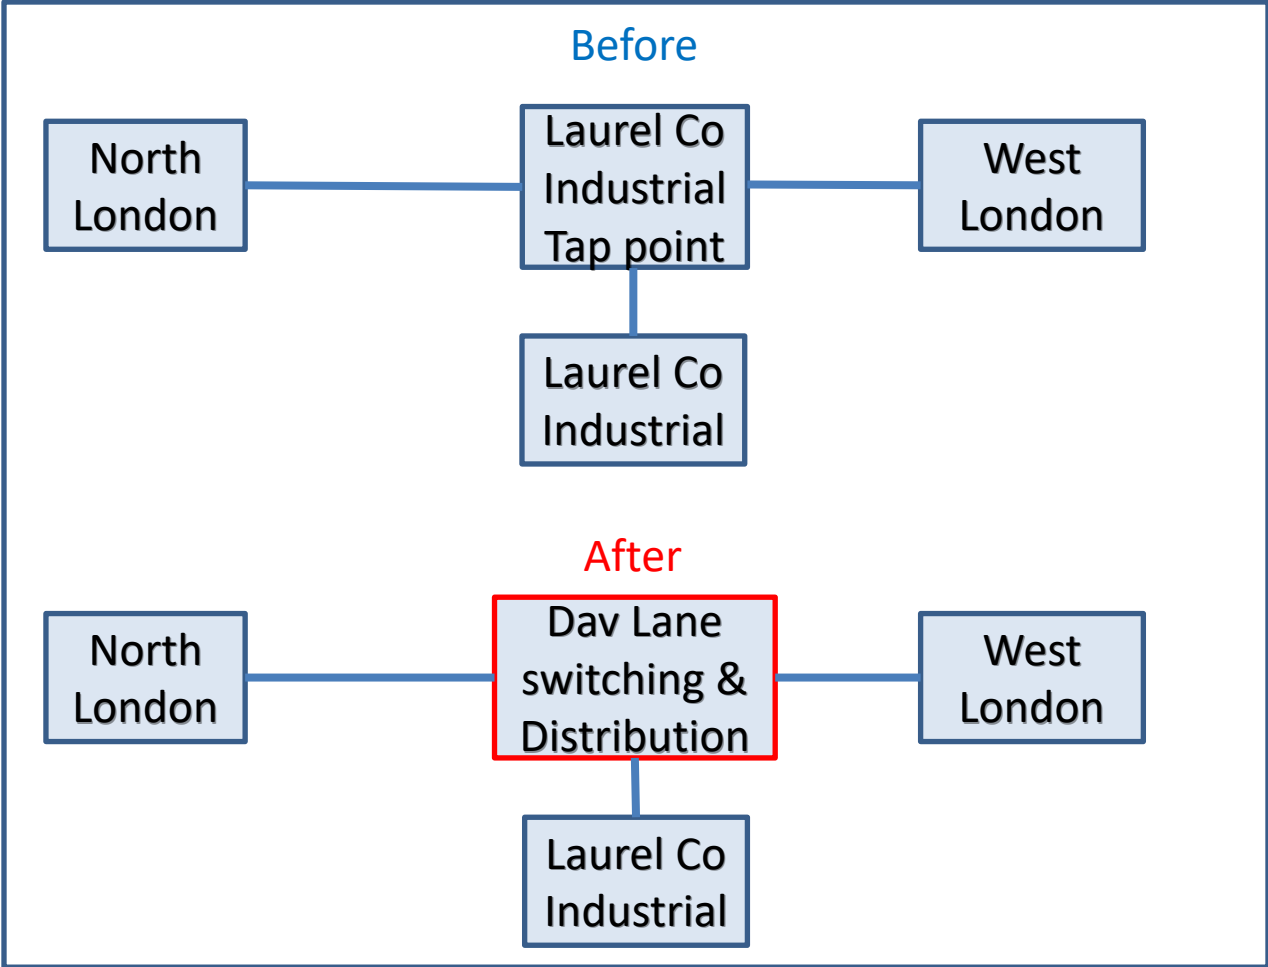 Before
North
London
Laurel Co
Industrial
Tap point
West
London
Laurel Co
Industrial
After
North
London
Dav Lane
switching &
Distribution
West
London
Laurel Co
Industrial